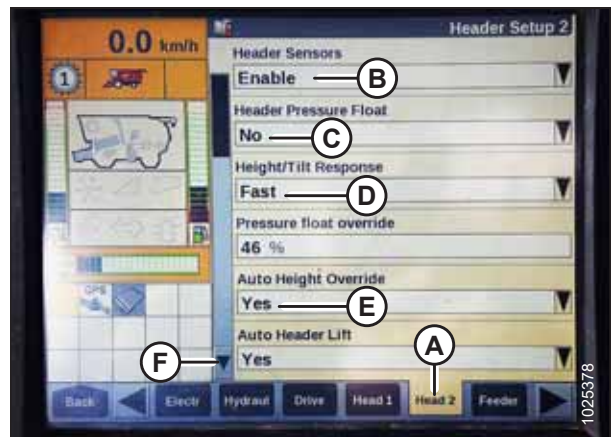 Header Setup 2
0.0 km/h
1
Header Sensors
Enable
B
Header Pressure Float
No
C
Height/Tilt Response
Fast
D
Pressure float override
46 %
Auto Height Override
Yes
E
Auto Header Lift
Yes
F
A
GPS
Back
Electr
Hydraul
Drive
Head 1
Head 2
Feeder
1025378